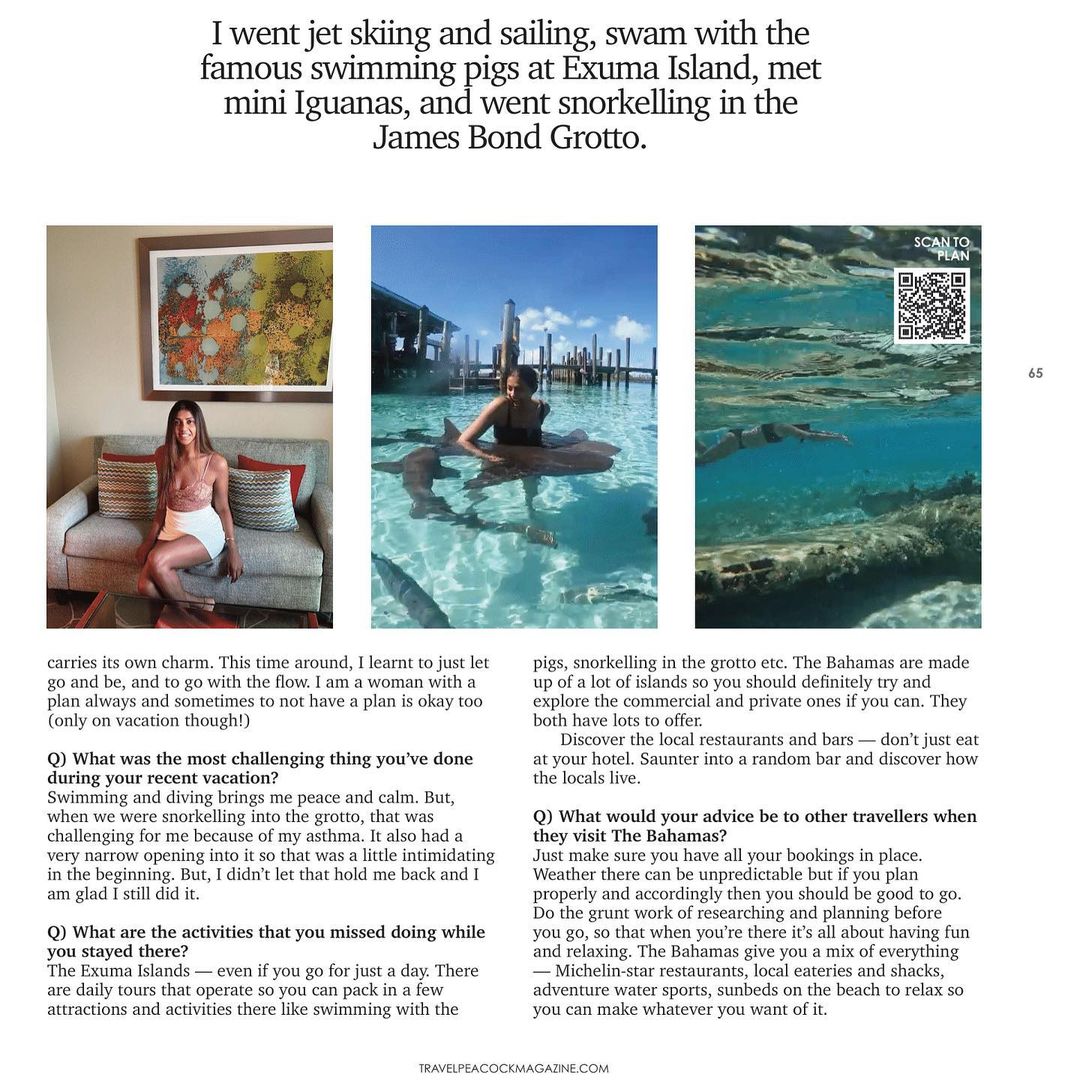 I went jet skiing and sailing, swam with the
famous swimming pigs at Exuma Island, met
mini Iguanas, and went snorkelling in the
James Bond Grotto.
SCAN TO
PLAN
65
carries its own charm. This time around, I learnt to just let
go and be, and to go with the flow. I am a woman with a
plan always and sometimes to not have a plan is okay too
(only on vacation though!)
Q) What was the most challenging thing you’ve done
during your recent vacation?
Swimming and diving brings me peace and calm. But,
when we were snorkelling into the grotto, that was
challenging for me because of my asthma. It also had a
very narrow opening into it so that was a little intimidating
in the beginning. But, I didn’t let that hold me back and I
am glad I still did it.
Q) What are the activities that you missed doing while
you stayed there?
The Exuma Islands — even if you go for just a day. There
are daily tours that operate so you can pack in a few
attractions and activities there like swimming with the
pigs, snorkelling in the grotto etc. The Bahamas are made
up of a lot of islands so you should definitely try and
explore the commercial and private ones if you can. They
both have lots to offer.
Discover the local restaurants and bars — don’t just eat
at your hotel. Saunter into a random bar and discover how
the locals live.
Q) What would your advice be to other travellers when
they visit The Bahamas?
Just make sure you have all your bookings in place.
Weather there can be unpredictable but if you plan
properly and accordingly then you should be good to go.
Do the grunt work of researching and planning before
you go, so that when you’re there it’s all about having fun
and relaxing. The Bahamas give you a mix of everything
— Michelin-star restaurants, local eateries and shacks,
adventure water sports, sunbeds on the beach to relax so
you can make whatever you want of it.
TRAVELPEACOCKMAGAZINE.COM